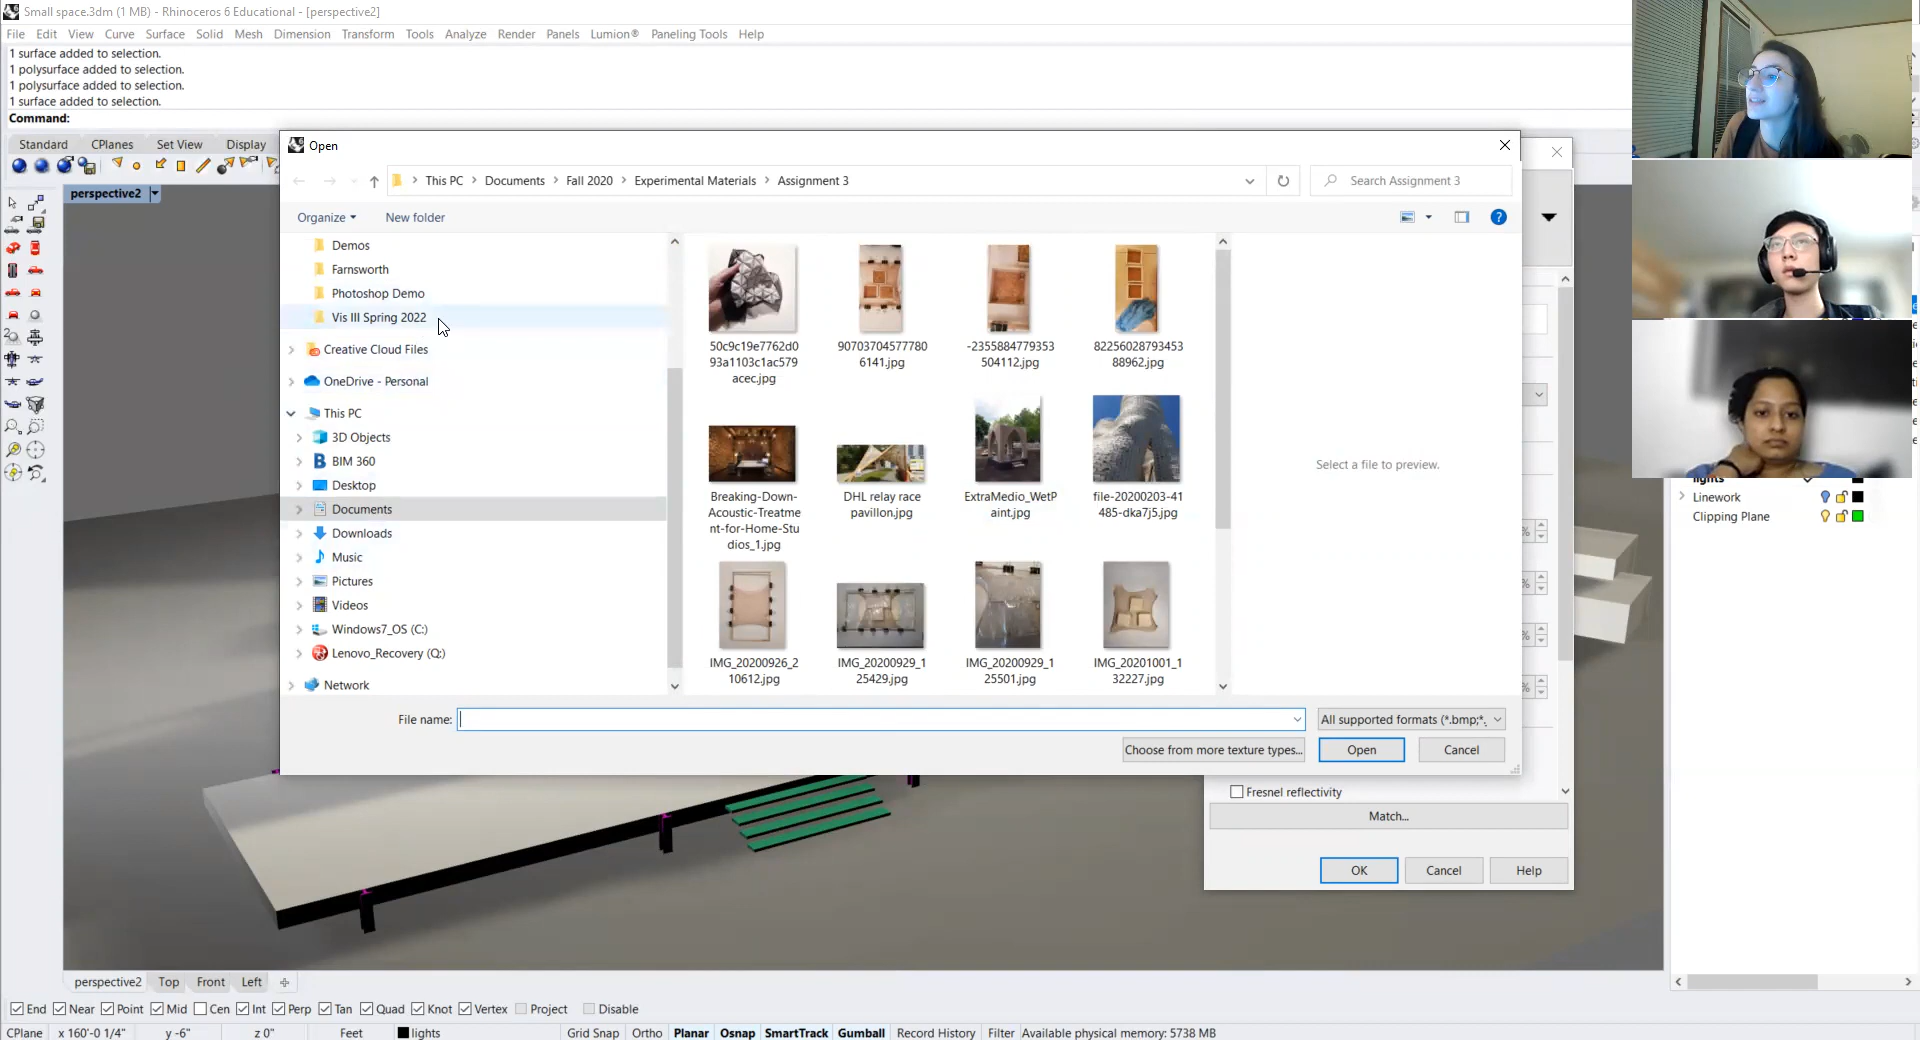 Small space.3dm (1 MB) - Rhinoceros 6 Educational - [perspective2]
File Edit View Curve Surface Solid Mesh Dimension Transform Tools Analyze Render Panels Lumion® Paneling Tools Help
1 surface added to selection.
1 polysurface added to selection.
1 polysurface added to selection.
1 surface added to selection.
Command:
Standard CPlanes Set View Display
perspective2
Open
This PC > Documents > Fall 2020 > Experimental Materials > Assignment 3
Search Assignment 3
Organize New folder
Demos
Farnsworth
Photoshop Demo
Vis III Spring 2022
Creative Cloud Files
OneDrive - Personal
This PC
3D Objects
BIM 360
Desktop
Documents
Downloads
Music
Pictures
Videos
Windows7_OS (C:)
Lenovo_Recovery (Q:)
Network
50c9c19e7762d0
93a1103c1ac579
acec.jpg
90703704577780
6141.jpg
-2355884779353
504112.jpg
82256028793453
88962.jpg
Breaking-Down-
Acoustic-Treatme
nt-for-Home-Stu
dios_1.jpg
DHL relay race
pavillon.jpg
ExtraMedio_WetP
aint.jpg
file-20200203-41
485-dka7j5.jpg
IMG_20200926_2
10612.jpg
IMG_20200929_1
25429.jpg
IMG_20200929_1
25501.jpg
IMG_20201001_1
32227.jpg
Select a file to preview.
File name:
All supported formats (*.bmp;*.
Choose from more texture types... Open Cancel
Fresnel reflectivity
Match...
OK Cancel Help
lights
Linework
Clipping Plane
%
%
%
%
perspective2 Top Front Left
End Near Point Mid Cen Int Perp Tan Quad Knot Vertex Project Disable
CPlane x 160'-0 1/4" y -6" z 0" Feet lights Grid Snap Ortho Planar Osnap SmartTrack Gumball Record History Filter Available physical memory: 5738 MB